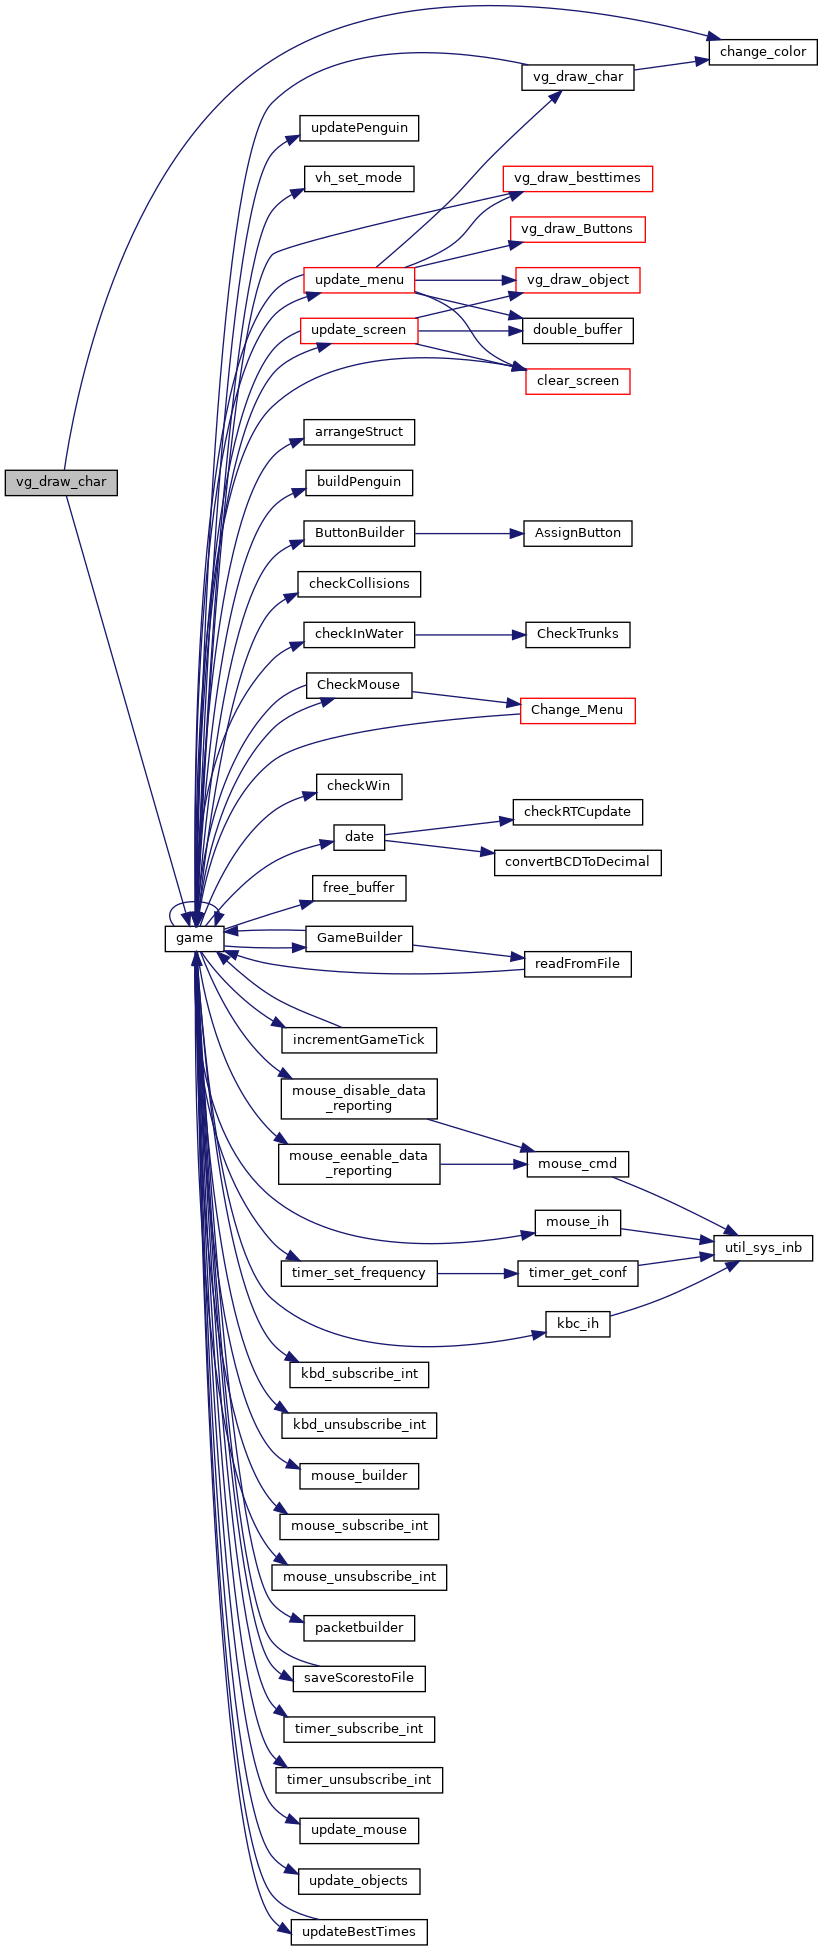 change_color
vg_draw_char
updatePenguin
vh_set_mode
vg_draw_besttimes
vg_draw_Buttons
update_menu
vg_draw_object
update_screen
double_buffer
clear_screen
arrangeStruct
vg_draw_char
buildPenguin
ButtonBuilder
AssignButton
checkCollisions
checkInWater
CheckTrunks
CheckMouse
Change_Menu
checkWin
checkRTCupdate
date
convertBCDToDecimal
free_buffer
game
GameBuilder
readFromFile
incrementGameTick
mouse_disable_data
_reporting
mouse_eenable_data
_reporting
mouse_cmd
mouse_ih
util_sys_inb
timer_set_frequency
timer_get_conf
kbc_ih
kbd_subscribe_int
kbd_unsubscribe_int
mouse_builder
mouse_subscribe_int
mouse_unsubscribe_int
packetbuilder
saveScorestoFile
timer_subscribe_int
timer_unsubscribe_int
update_mouse
update_objects
updateBestTimes